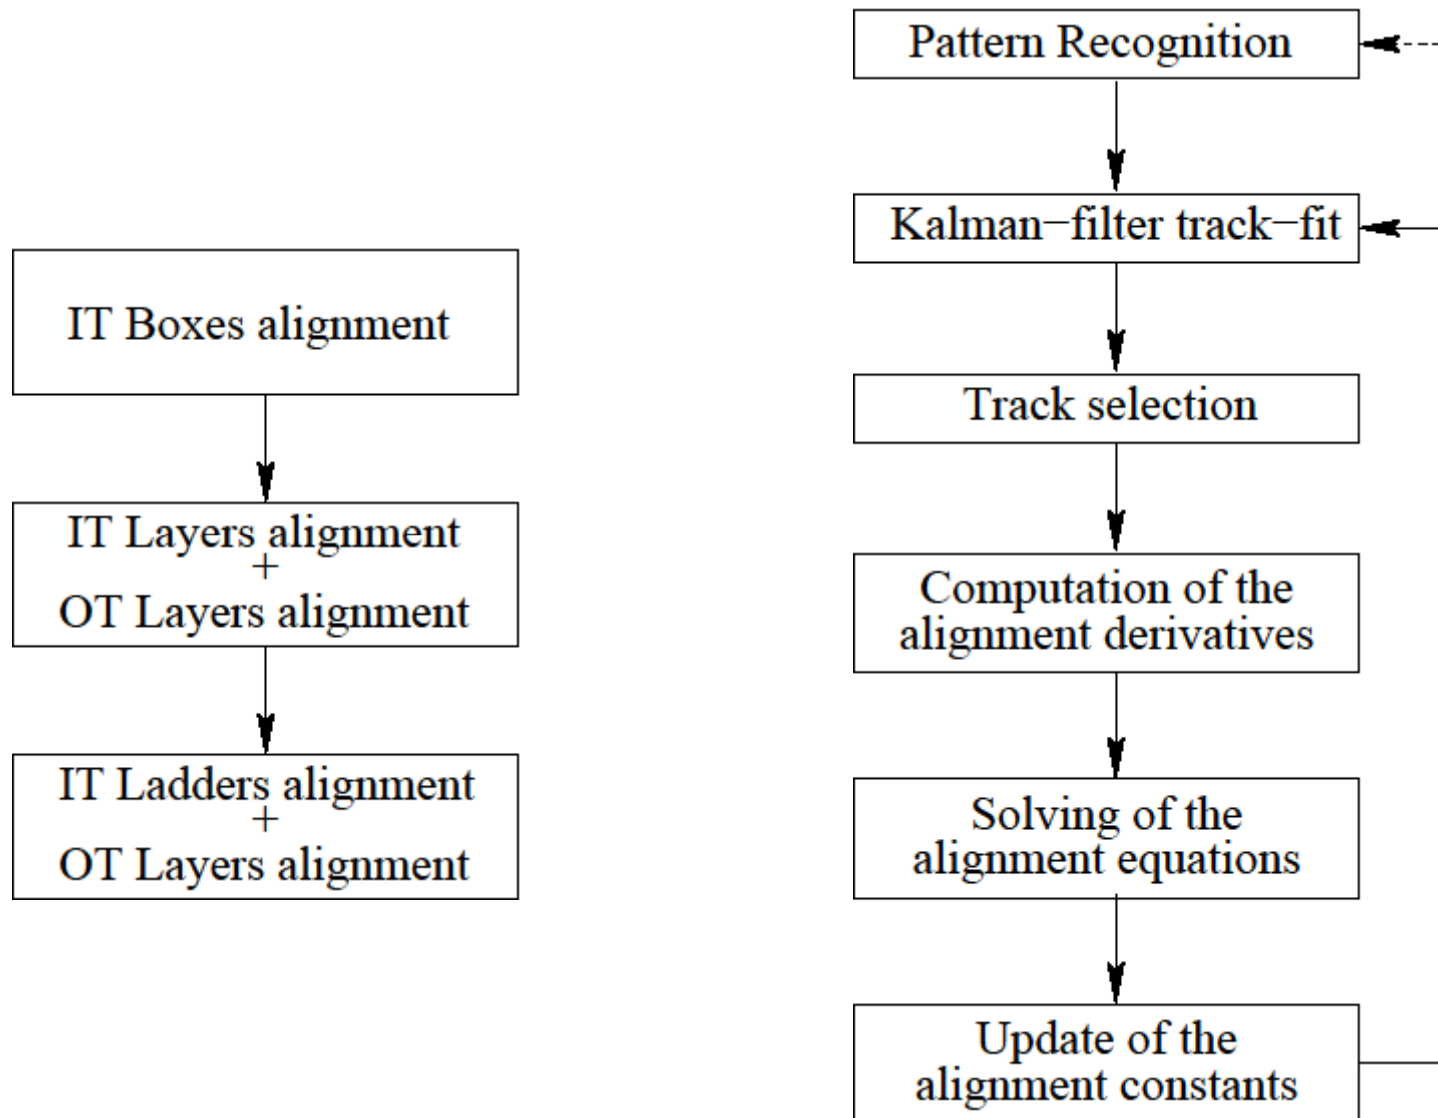 IT Boxes alignment
IT Layers alignment
+
OT Layers alignment
IT Ladders alignment
+
OT Layers alignment
Pattern Recognition
Kalman−filter track−fit
Track selection
Computation of the
alignment derivatives
Solving of the
alignment equations
Update of the
alignment constants